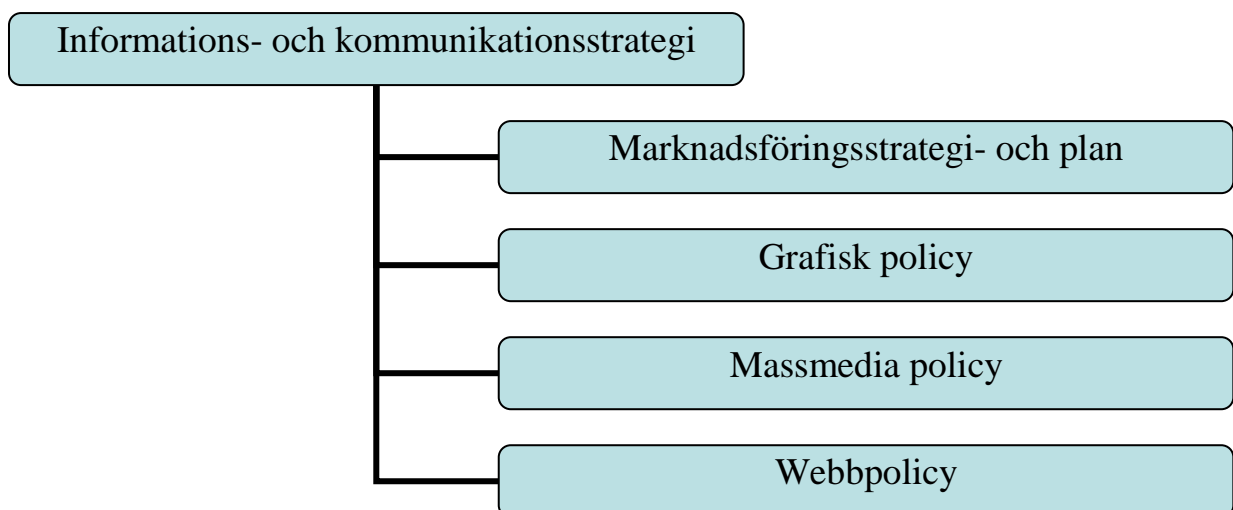 Informations- och kommunikationsstrategi
Marknadsföringsstrategi- och plan
Grafisk policy
Massmedia policy
Webbpolicy